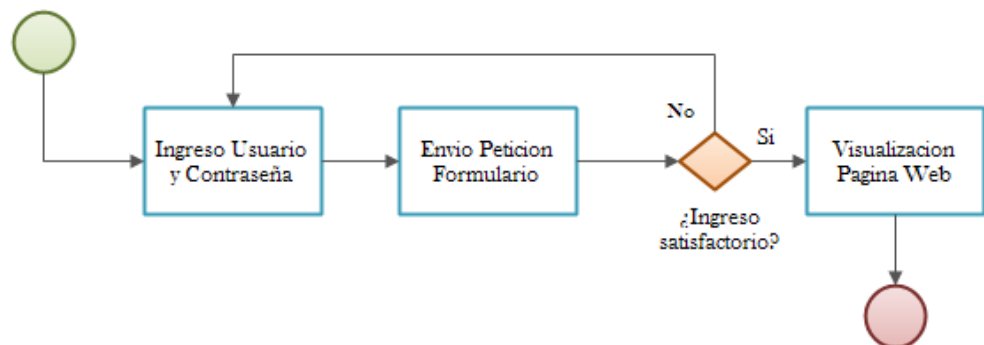 Ingreso Usuario
y Contraseña
Envio Peticion
Formulario
No
Si
¿Ingreso
satisfactorio?
Visualizacion
Pagina Web